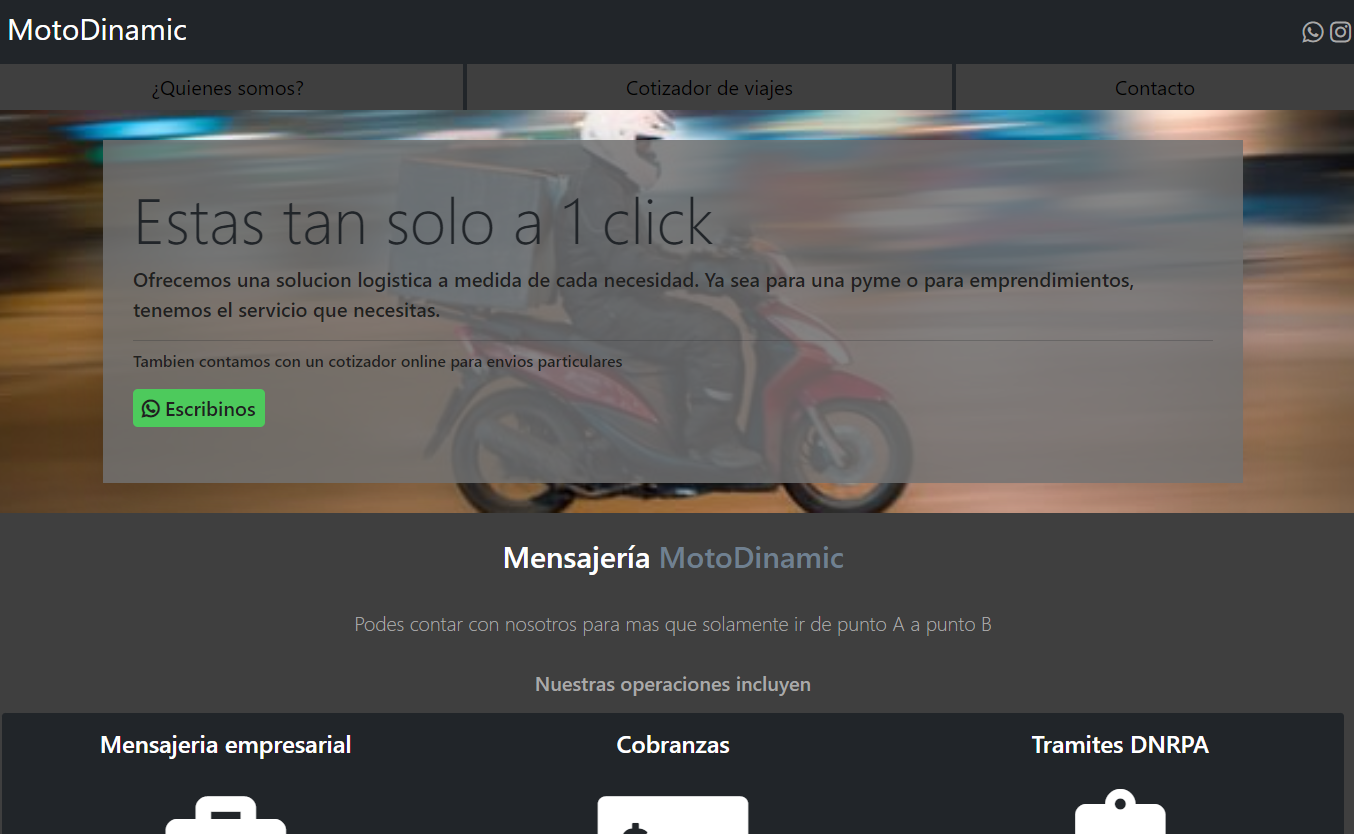 MotoDinamic
¿Quienes somos?
Cotizador de viajes
Contacto
Estas tan solo a 1 click
Ofrecemos una solucion logistica a medida de cada necesidad. Ya sea para una pyme o para emprendimientos,
tenemos el servicio que necesitas.
Tambien contamos con un cotizador online para envios particulares
Escribinos
Mensajería MotoDinamic
Podes contar con nosotros para mas que solamente ir de punto A a punto B
Nuestras operaciones incluyen
Mensajeria empresarial
Cobranzas
Tramites DNRPA